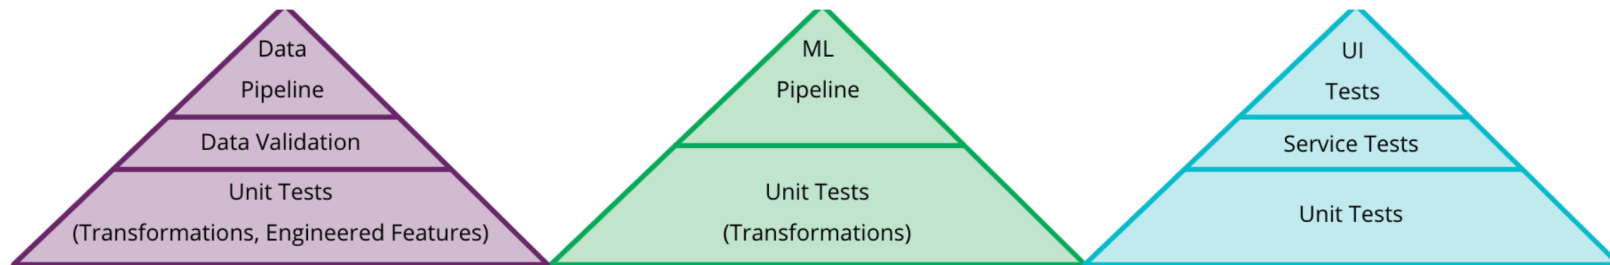 Data
Pipeline
Data Validation
Unit Tests
(Transformations, Engineered Features)
ML
Pipeline
Unit Tests
(Transformations)
UI
Tests
Service Tests
Unit Tests